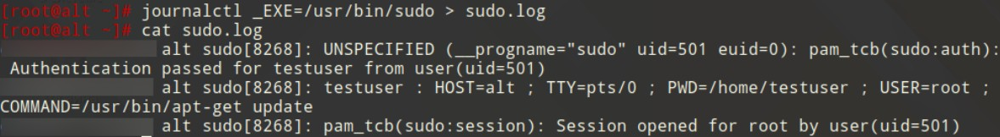 [root@alt ~]# journalctl _EXE=/usr/bin/sudo > sudo.log
[root@alt ~]# cat sudo.log
alt sudo[8268]: UNSPECIFIED (__progname="sudo" uid=501 euid=0): pam_tcb(sudo:auth):
Authentication passed for testuser from user(uid=501)
alt sudo[8268]: testuser : HOST=alt ; TTY=pts/0 ; PWD=/home/testuser ; USER=root ;
COMMAND=/usr/bin/apt-get update
alt sudo[8268]: pam_tcb(sudo:session): Session opened for root by user(uid=501)